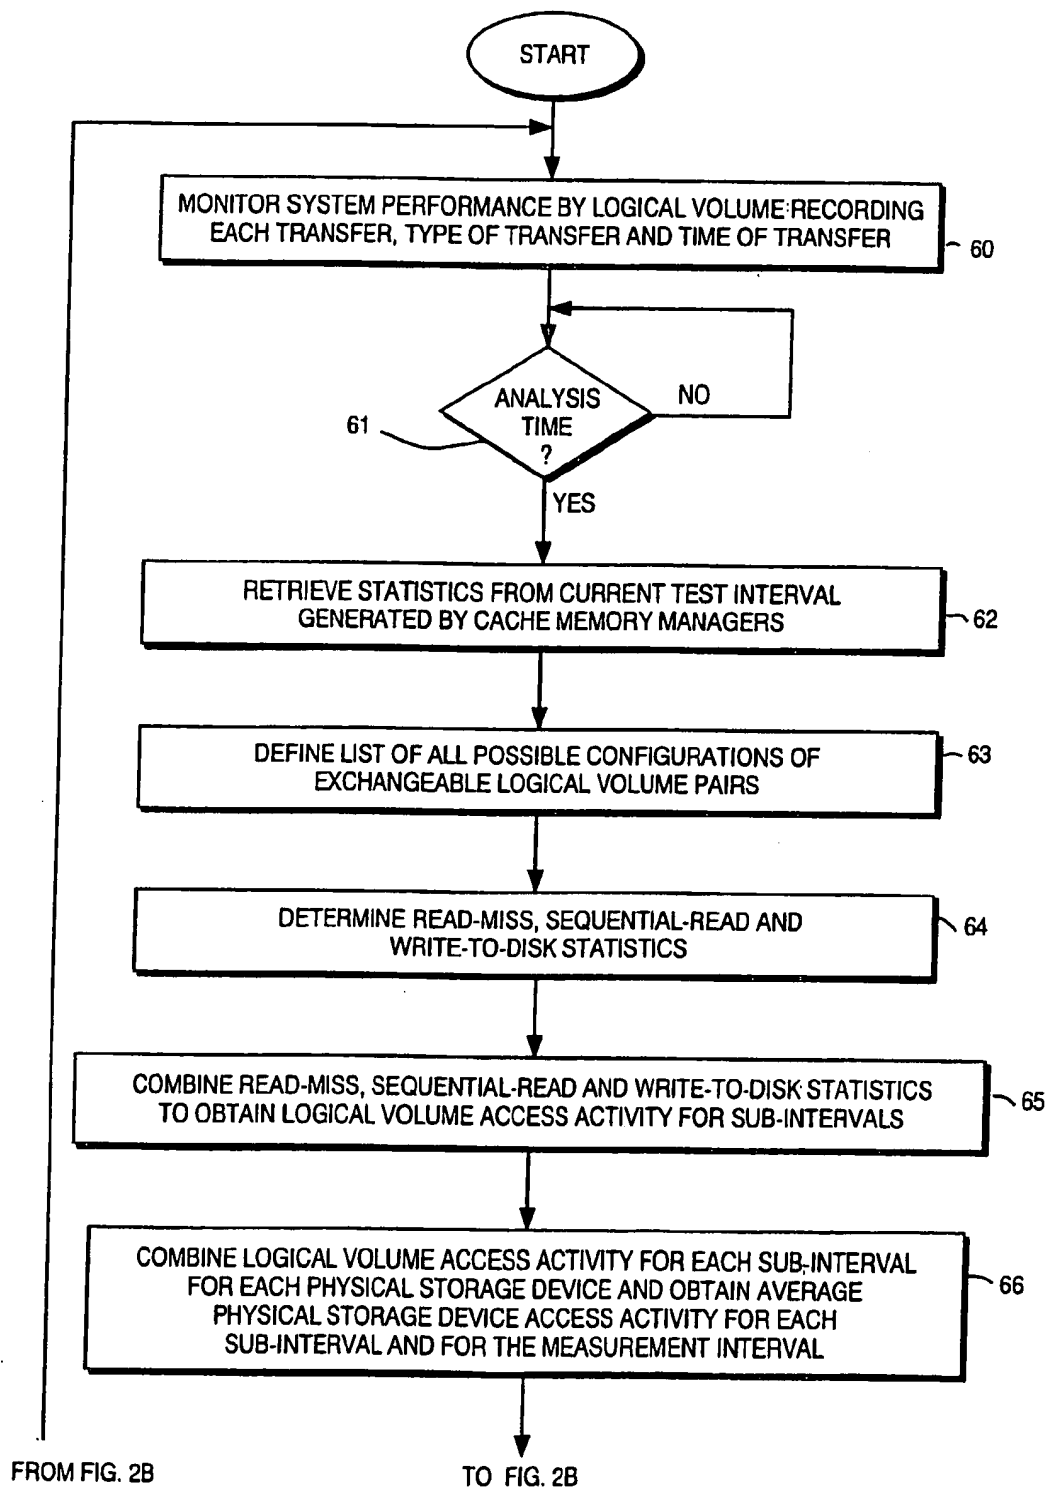 START
MONITOR SYSTEM PERFORMANCE BY LOGICAL VOLUME:RECORDING
EACH TRANSFER, TYPE OF TRANSFER AND TIME OF TRANSFER
60
ANALYSIS
TIME
?
NO
61
YES
RETRIEVE STATISTICS FROM CURRENT TEST INTERVAL
GENERATED BY CACHE MEMORY MANAGERS
62
DEFINE LIST OF ALL POSSIBLE CONFIGURATIONS OF
EXCHANGEABLE LOGICAL VOLUME PAIRS
63
DETERMINE READ-MISS, SEQUENTIAL-READ AND
WRITE-TO-DISK STATISTICS
64
COMBINE READ-MISS, SEQUENTIAL-READ AND WRITE-TO-DISK STATISTICS
TO OBTAIN LOGICAL VOLUME ACCESS ACTIVITY FOR SUB-INTERVALS
65
COMBINE LOGICAL VOLUME ACCESS ACTIVITY FOR EACH SUB-INTERVAL
FOR EACH PHYSICAL STORAGE DEVICE AND OBTAIN AVERAGE
PHYSICAL STORAGE DEVICE ACCESS ACTIVITY FOR EACH
SUB-INTERVAL AND FOR THE MEASUREMENT INTERVAL
66
FROM FIG. 2B
TO FIG. 2B